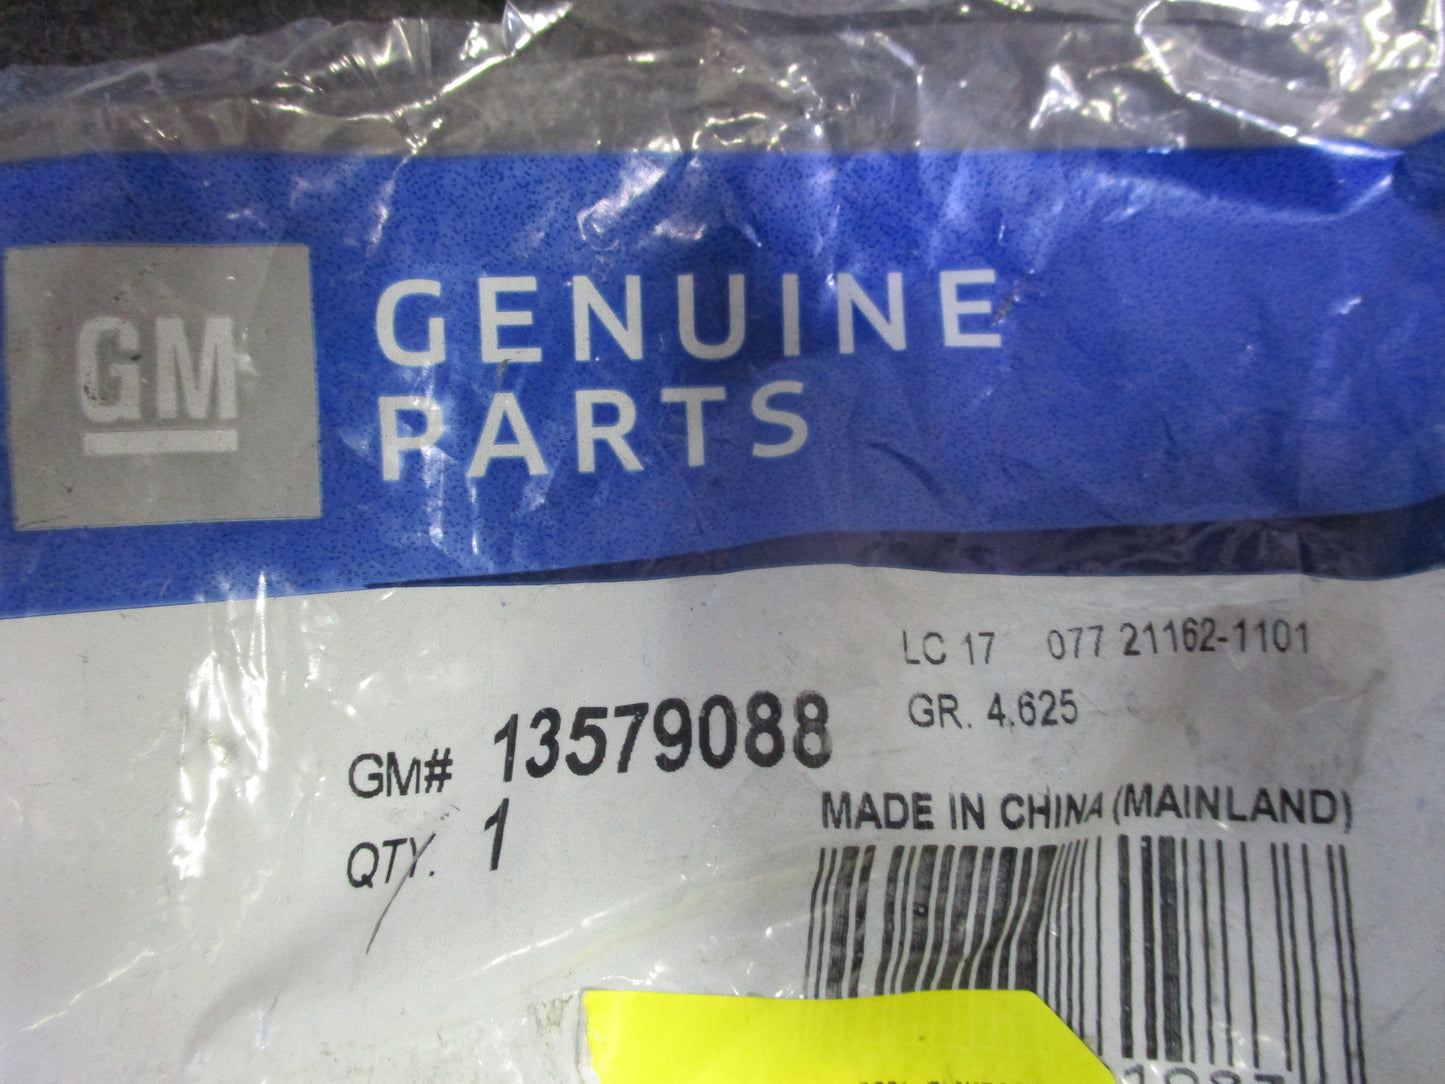 GM
GENUINE
PARTS
LC 17 077 21162-1101
GR. 4.625
GM# 13579088
QTY. 1
MADE IN CHINA (MAINLAND)